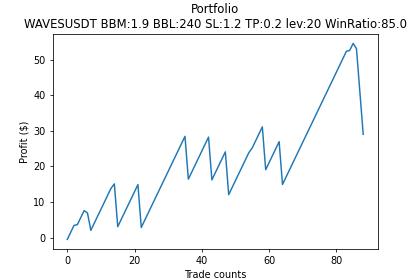 Portfolio
WAVESUSDT BBM:1.9 BBL:240 SL:1.2 TP:0.2 lev:20 WinRatio:85.0
Profit ($)
50
40
30
20
10
0
0
20
40
60
80
Trade counts